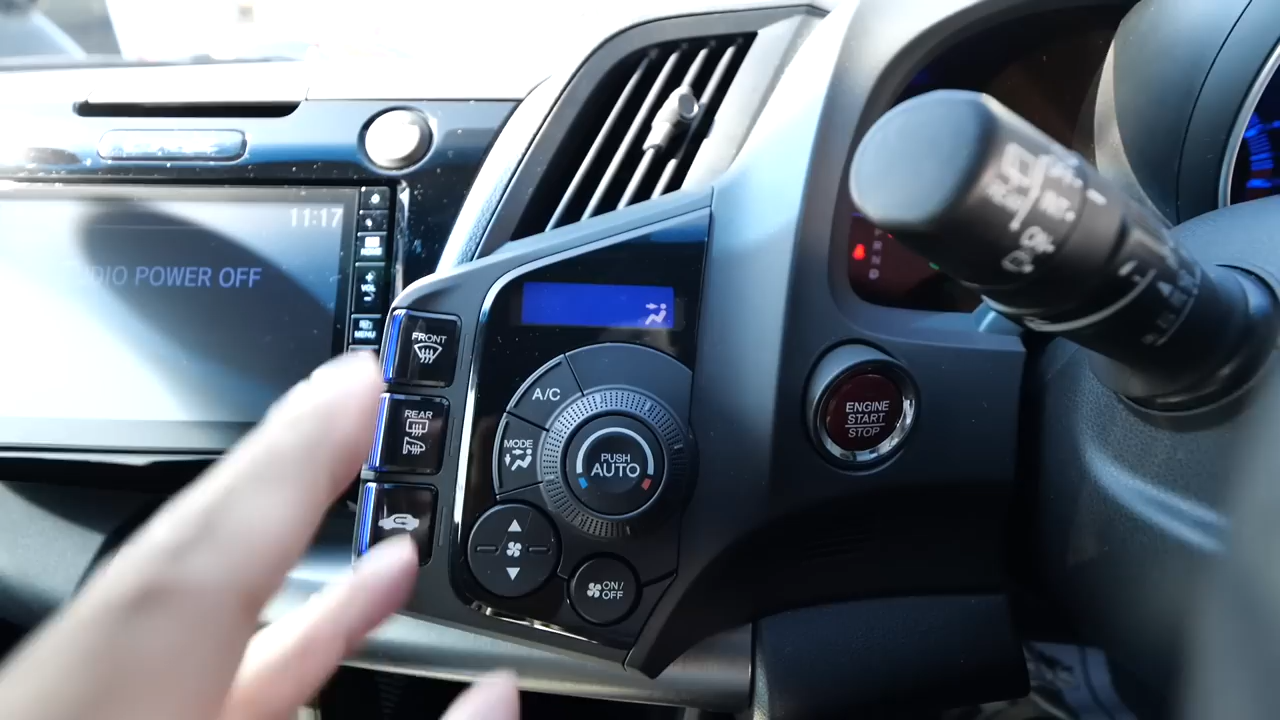 11:17
DIO POWER OFF
VOL
MENU
FRONT
REAR
A/C
MODE
PUSH
AUTO
ON/
OFF
ENGINE
START
STOP
R
N
D